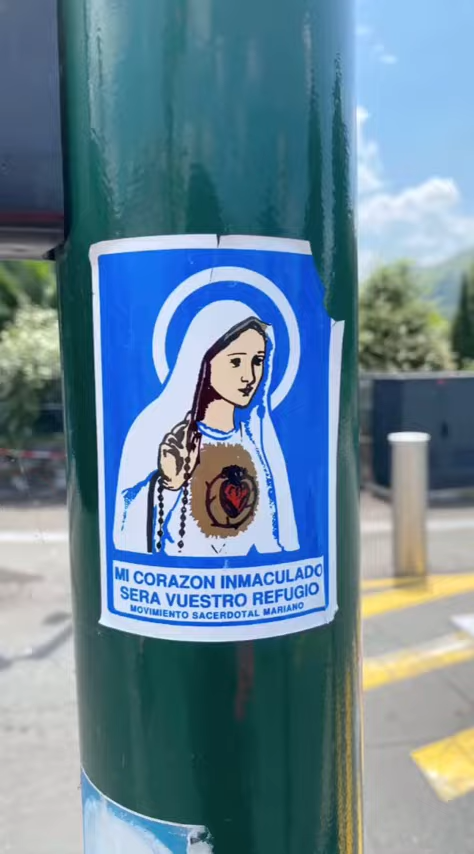 MI CORAZON INMACULADO
SERA VUESTRO REFUGIO
MOVIMIENTO SACERDOTAL MARIANO